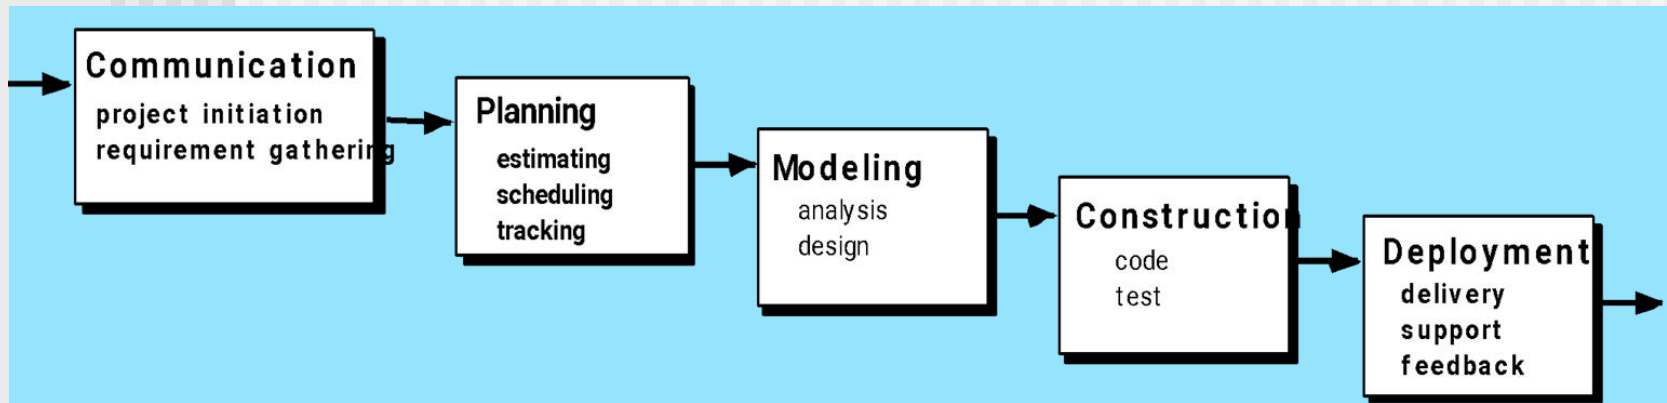 Communication
project initiation
requirement gathering
Planning
estimating
scheduling
tracking
Modeling
analysis
design
Construction
code
test
Deployment
delivery
support
feedback